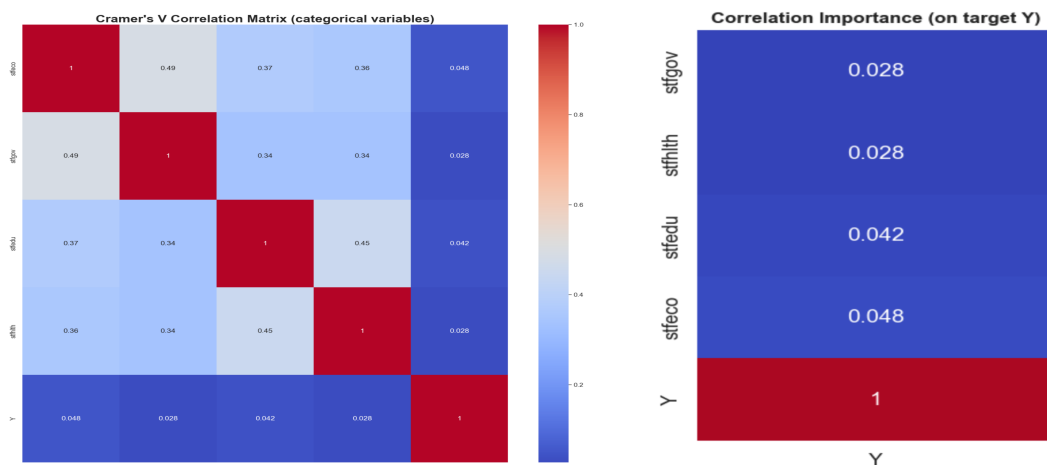 Cramer's V Correlation Matrix (categorical variables)
stfeco
1 0.49 0.37 0.36 0.048
stfgov
0.49 1 0.34 0.34 0.028
stfedu
0.37 0.34 1 0.45 0.042
stfhlth
0.36 0.34 0.45 1 0.028
Y
0.048 0.028 0.042 0.028 1
1.0
0.8
0.6
0.4
0.2
Correlation Importance (on target Y)
stfgov
0.028
stfhlth
0.028
stfedu
0.042
stfeco
0.048
Y
1
Y